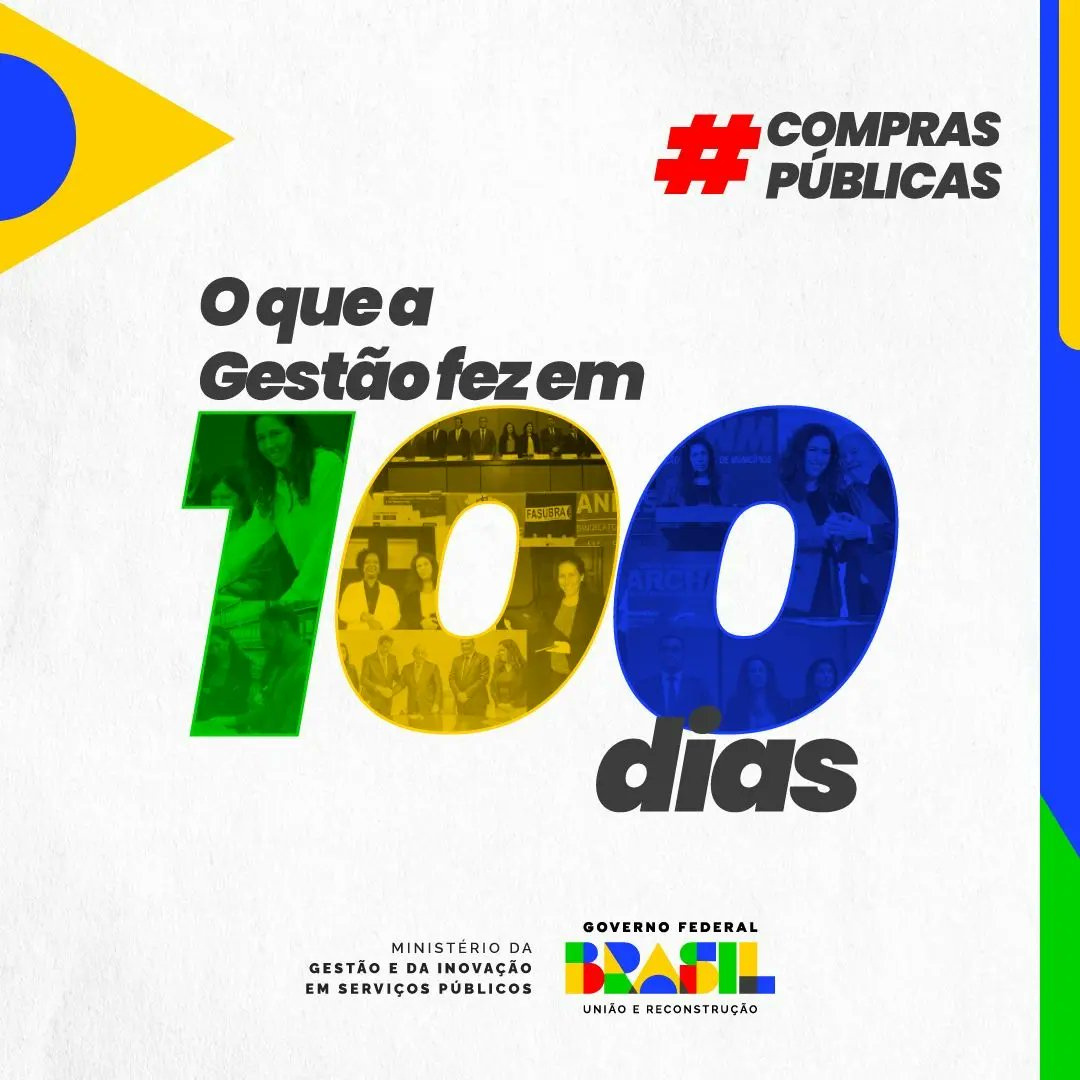 #COMPRAS
PÚBLICAS
O que a
Gestão fez em
100
FASUBRA
dias
MINISTÉRIO DA
GESTÃO E DA INOVAÇÃO
EM SERVIÇOS PÚBLICOS
GOVERNO FEDERAL
BRASIL
UNIÃO E RECONSTRUÇÃO